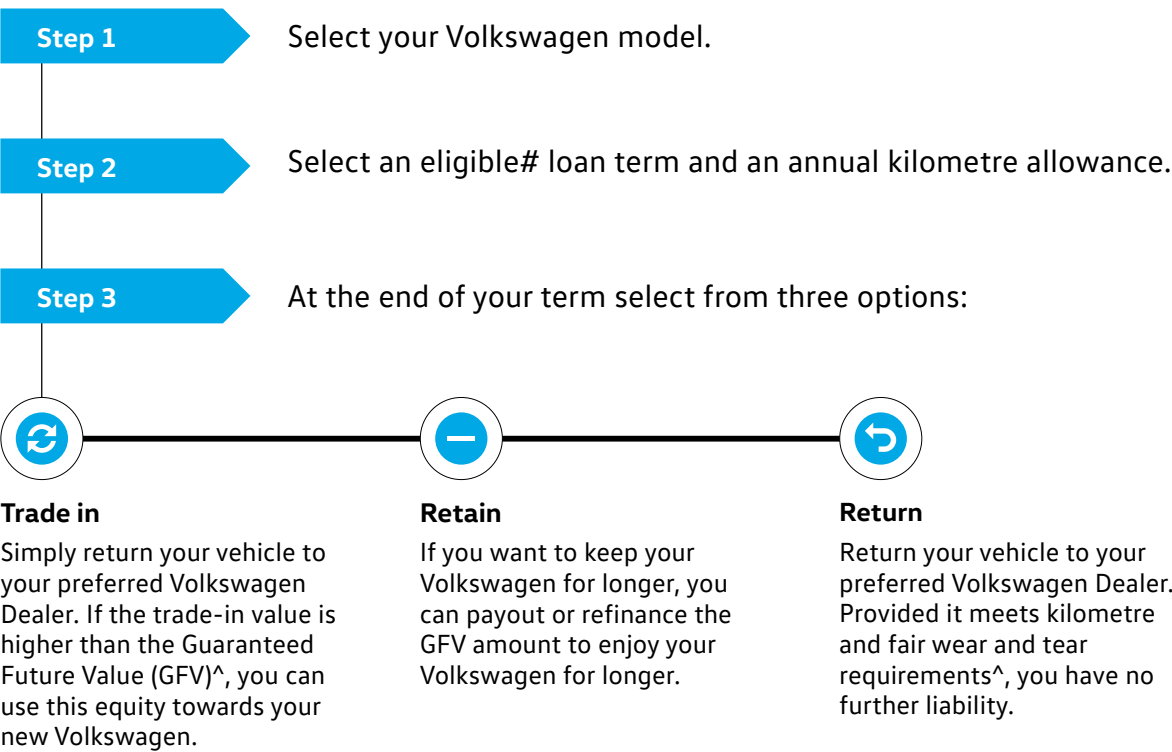 Step 1
Select your Volkswagen model.
Step 2
Select an eligible# loan term and an annual kilometre allowance.
Step 3
At the end of your term select from three options:
Trade in
Simply return your vehicle to
your preferred Volkswagen
Dealer. If the trade-in value is
higher than the Guaranteed
Future Value (GFV)^, you can
use this equity towards your
new Volkswagen.
Retain
If you want to keep your
Volkswagen for longer, you
can payout or refinance the
GFV amount to enjoy your
Volkswagen for longer.
Return
Return your vehicle to your
preferred Volkswagen Dealer.
Provided it meets kilometre
and fair wear and tear
requirements^, you have no
further liability.